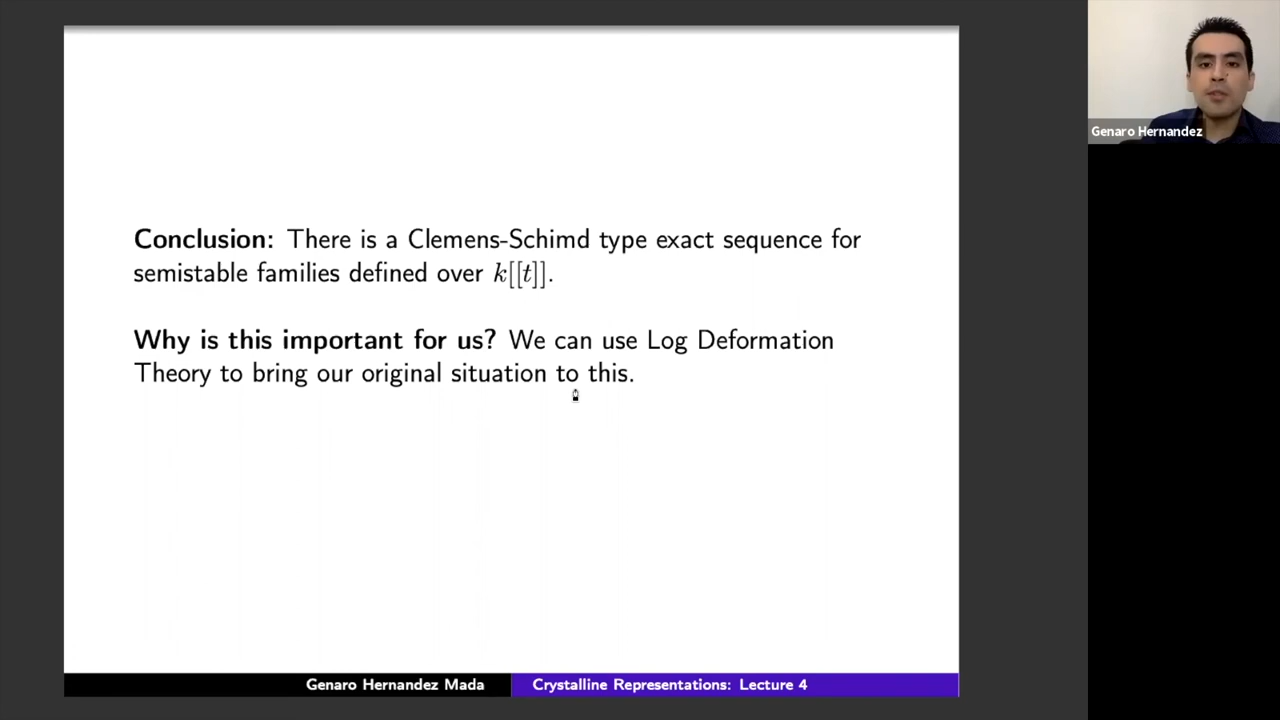 Conclusion: There is a Clemens-Schimd type exact sequence for
semistable families defined over k[[t]].
Why is this important for us? We can use Log Deformation
Theory to bring our original situation to this.
Genaro Hernandez Mada
Crystalline Representations: Lecture 4
Genaro Hernandez